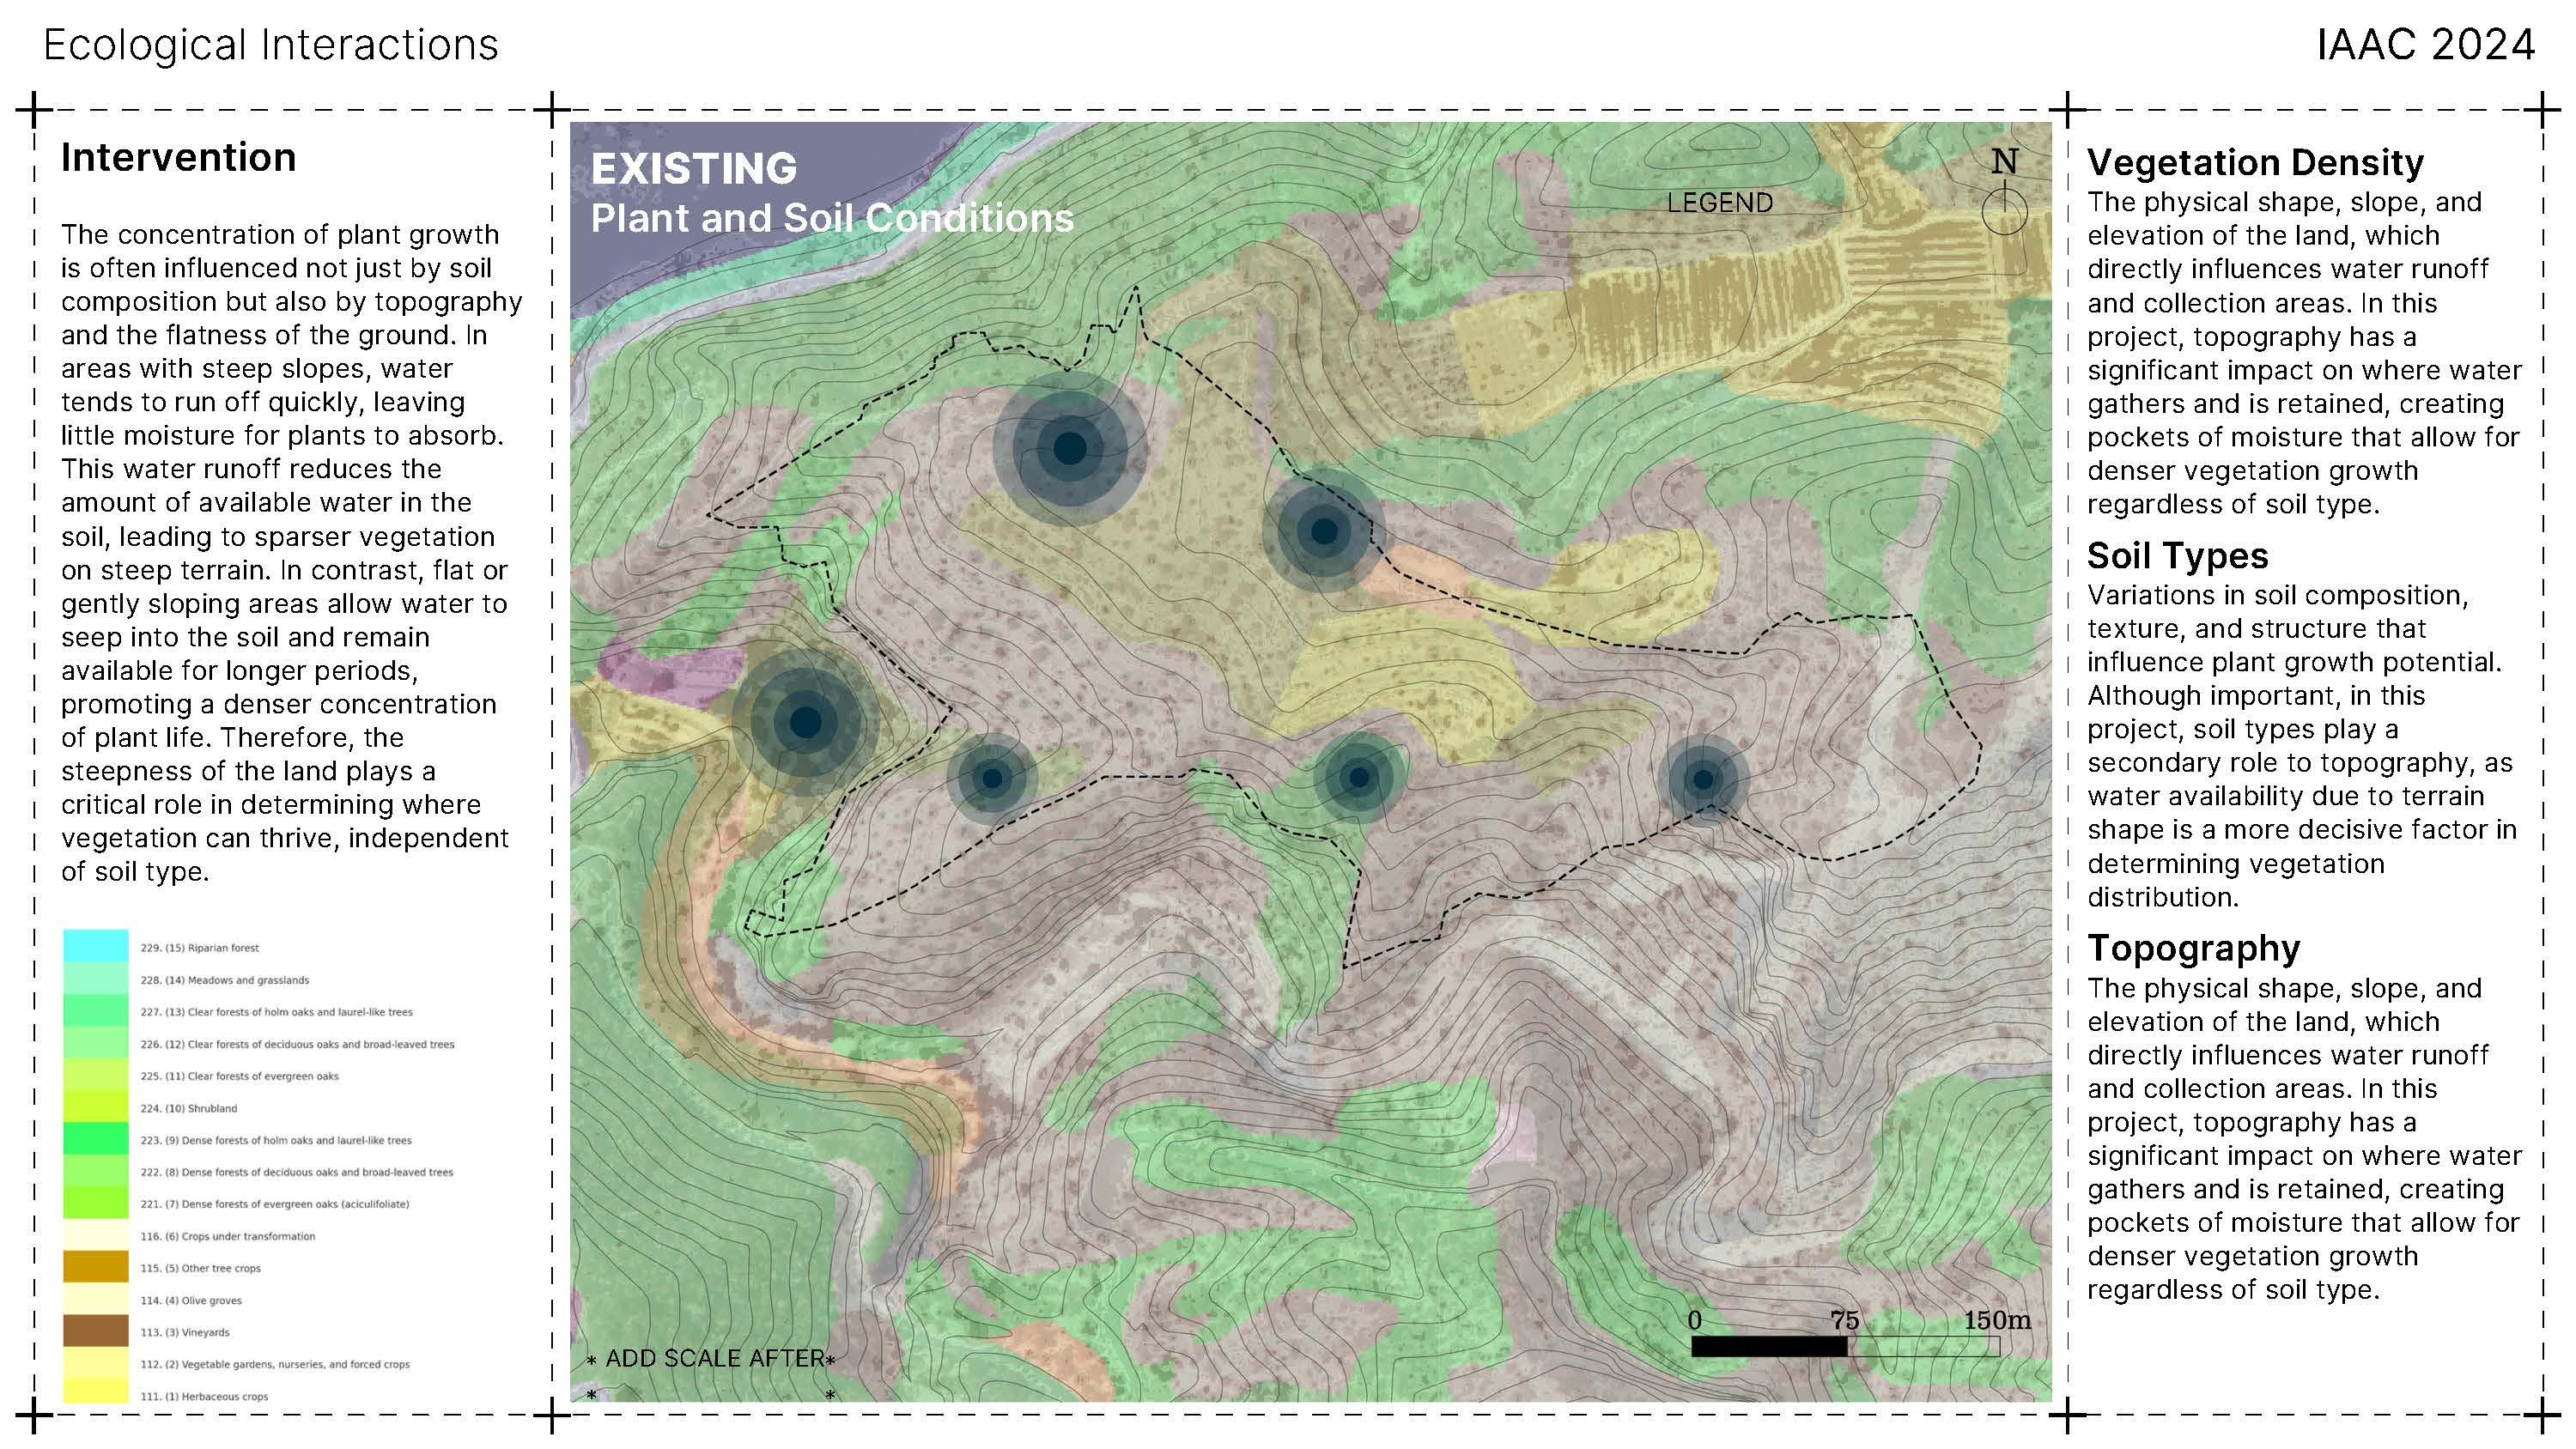 Ecological Interactions
IAAC 2024
Intervention
The concentration of plant growth
is often influenced not just by soil
composition but also by topography
and the flatness of the ground. In
areas with steep slopes, water
tends to run off quickly, leaving
little moisture for plants to absorb.
This water runoff reduces the
amount of available water in the
soil, leading to sparser vegetation
on steep terrain. In contrast, flat or
gently sloping areas allow water to
seep into the soil and remain
available for longer periods,
promoting a denser concentration
of plant life. Therefore, the
steepness of the land plays a
critical role in determining where
vegetation can thrive, independent
of soil type.
229. (15) Riparian forest
228. (14) Meadows and grasslands
227. (13) Clear forests of holm oaks and laurel-like trees
226. (12) Clear forests of deciduous oaks and broad-leaved trees
225. (11) Clear forests of evergreen oaks
224. (10) Shrubland
223. (9) Dense forests of holm oaks and laurel-like trees
222. (8) Dense forests of deciduous oaks and broad-leaved trees
221. (7) Dense forests of evergreen oaks (aciculifoliate)
116. (6) Crops under transformation
115. (5) Other tree crops
114. (4) Olive groves
113. (3) Vineyards
112. (2) Vegetable gardens, nurseries, and forced crops
111. (1) Herbaceous crops
EXISTING
Plant and Soil Conditions
LEGEND
N
* ADD SCALE AFTER*
* *
0 75 150m
Vegetation Density
The physical shape, slope, and
elevation of the land, which
directly influences water runoff
and collection areas. In this
project, topography has a
significant impact on where water
gathers and is retained, creating
pockets of moisture that allow for
denser vegetation growth
regardless of soil type.
Soil Types
Variations in soil composition,
texture, and structure that
influence plant growth potential.
Although important, in this
project, soil types play a
secondary role to topography, as
water availability due to terrain
shape is a more decisive factor in
determining vegetation
distribution.
Topography
The physical shape, slope, and
elevation of the land, which
directly influences water runoff
and collection areas. In this
project, topography has a
significant impact on where water
gathers and is retained, creating
pockets of moisture that allow for
denser vegetation growth
regardless of soil type.